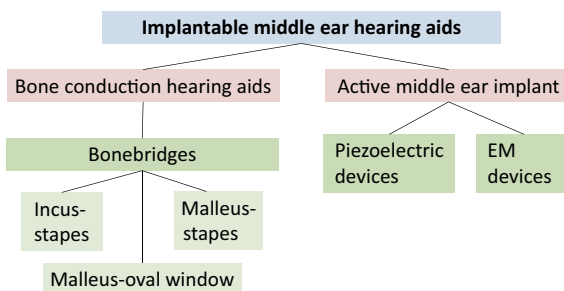 Implantable middle ear hearing aids
Bone conduction hearing aids
Active middle ear implant
Bonebridges
Piezoelectric
devices
EM
devices
Incus-
stapes
Malleus-
stapes
Malleus-oval window